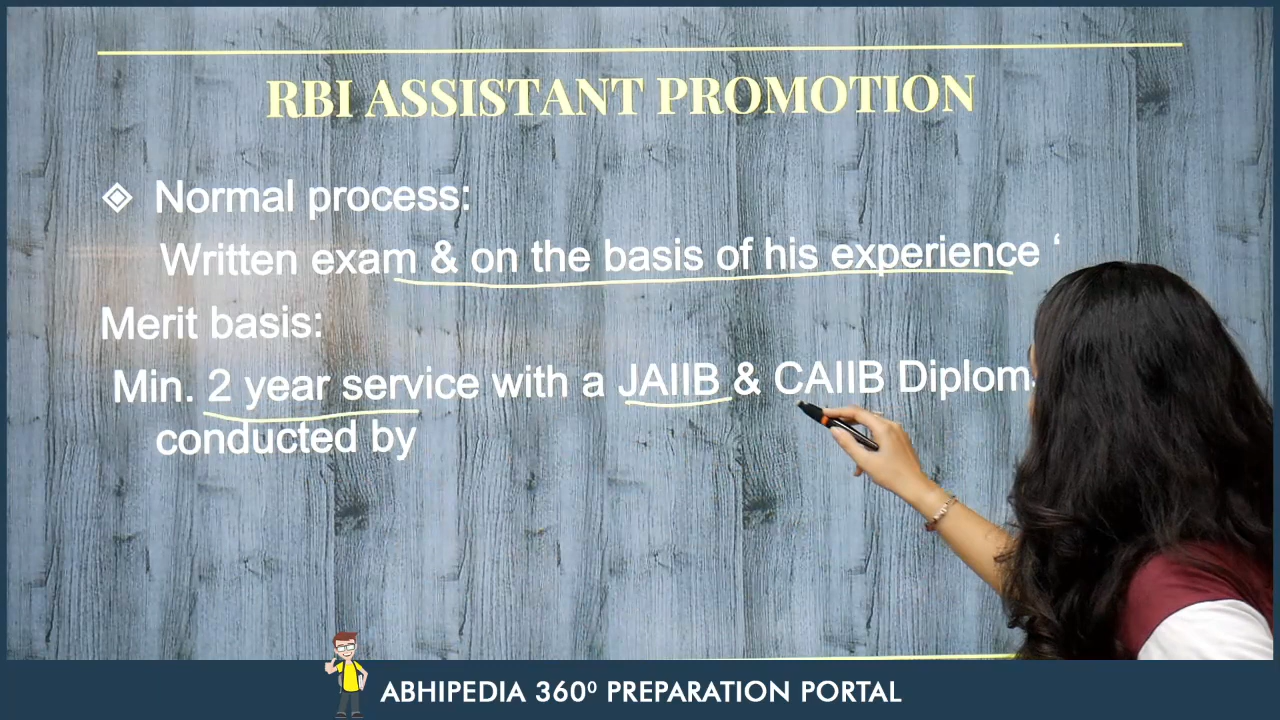 RBI ASSISTANT PROMOTION
Normal process:
Written exam & on the basis of his experience ‘
Merit basis:
Min. 2 year service with a JAIIB & CAIIB
conducted by
ABHIPEDIA 360⁰ PREPARATION PORTAL